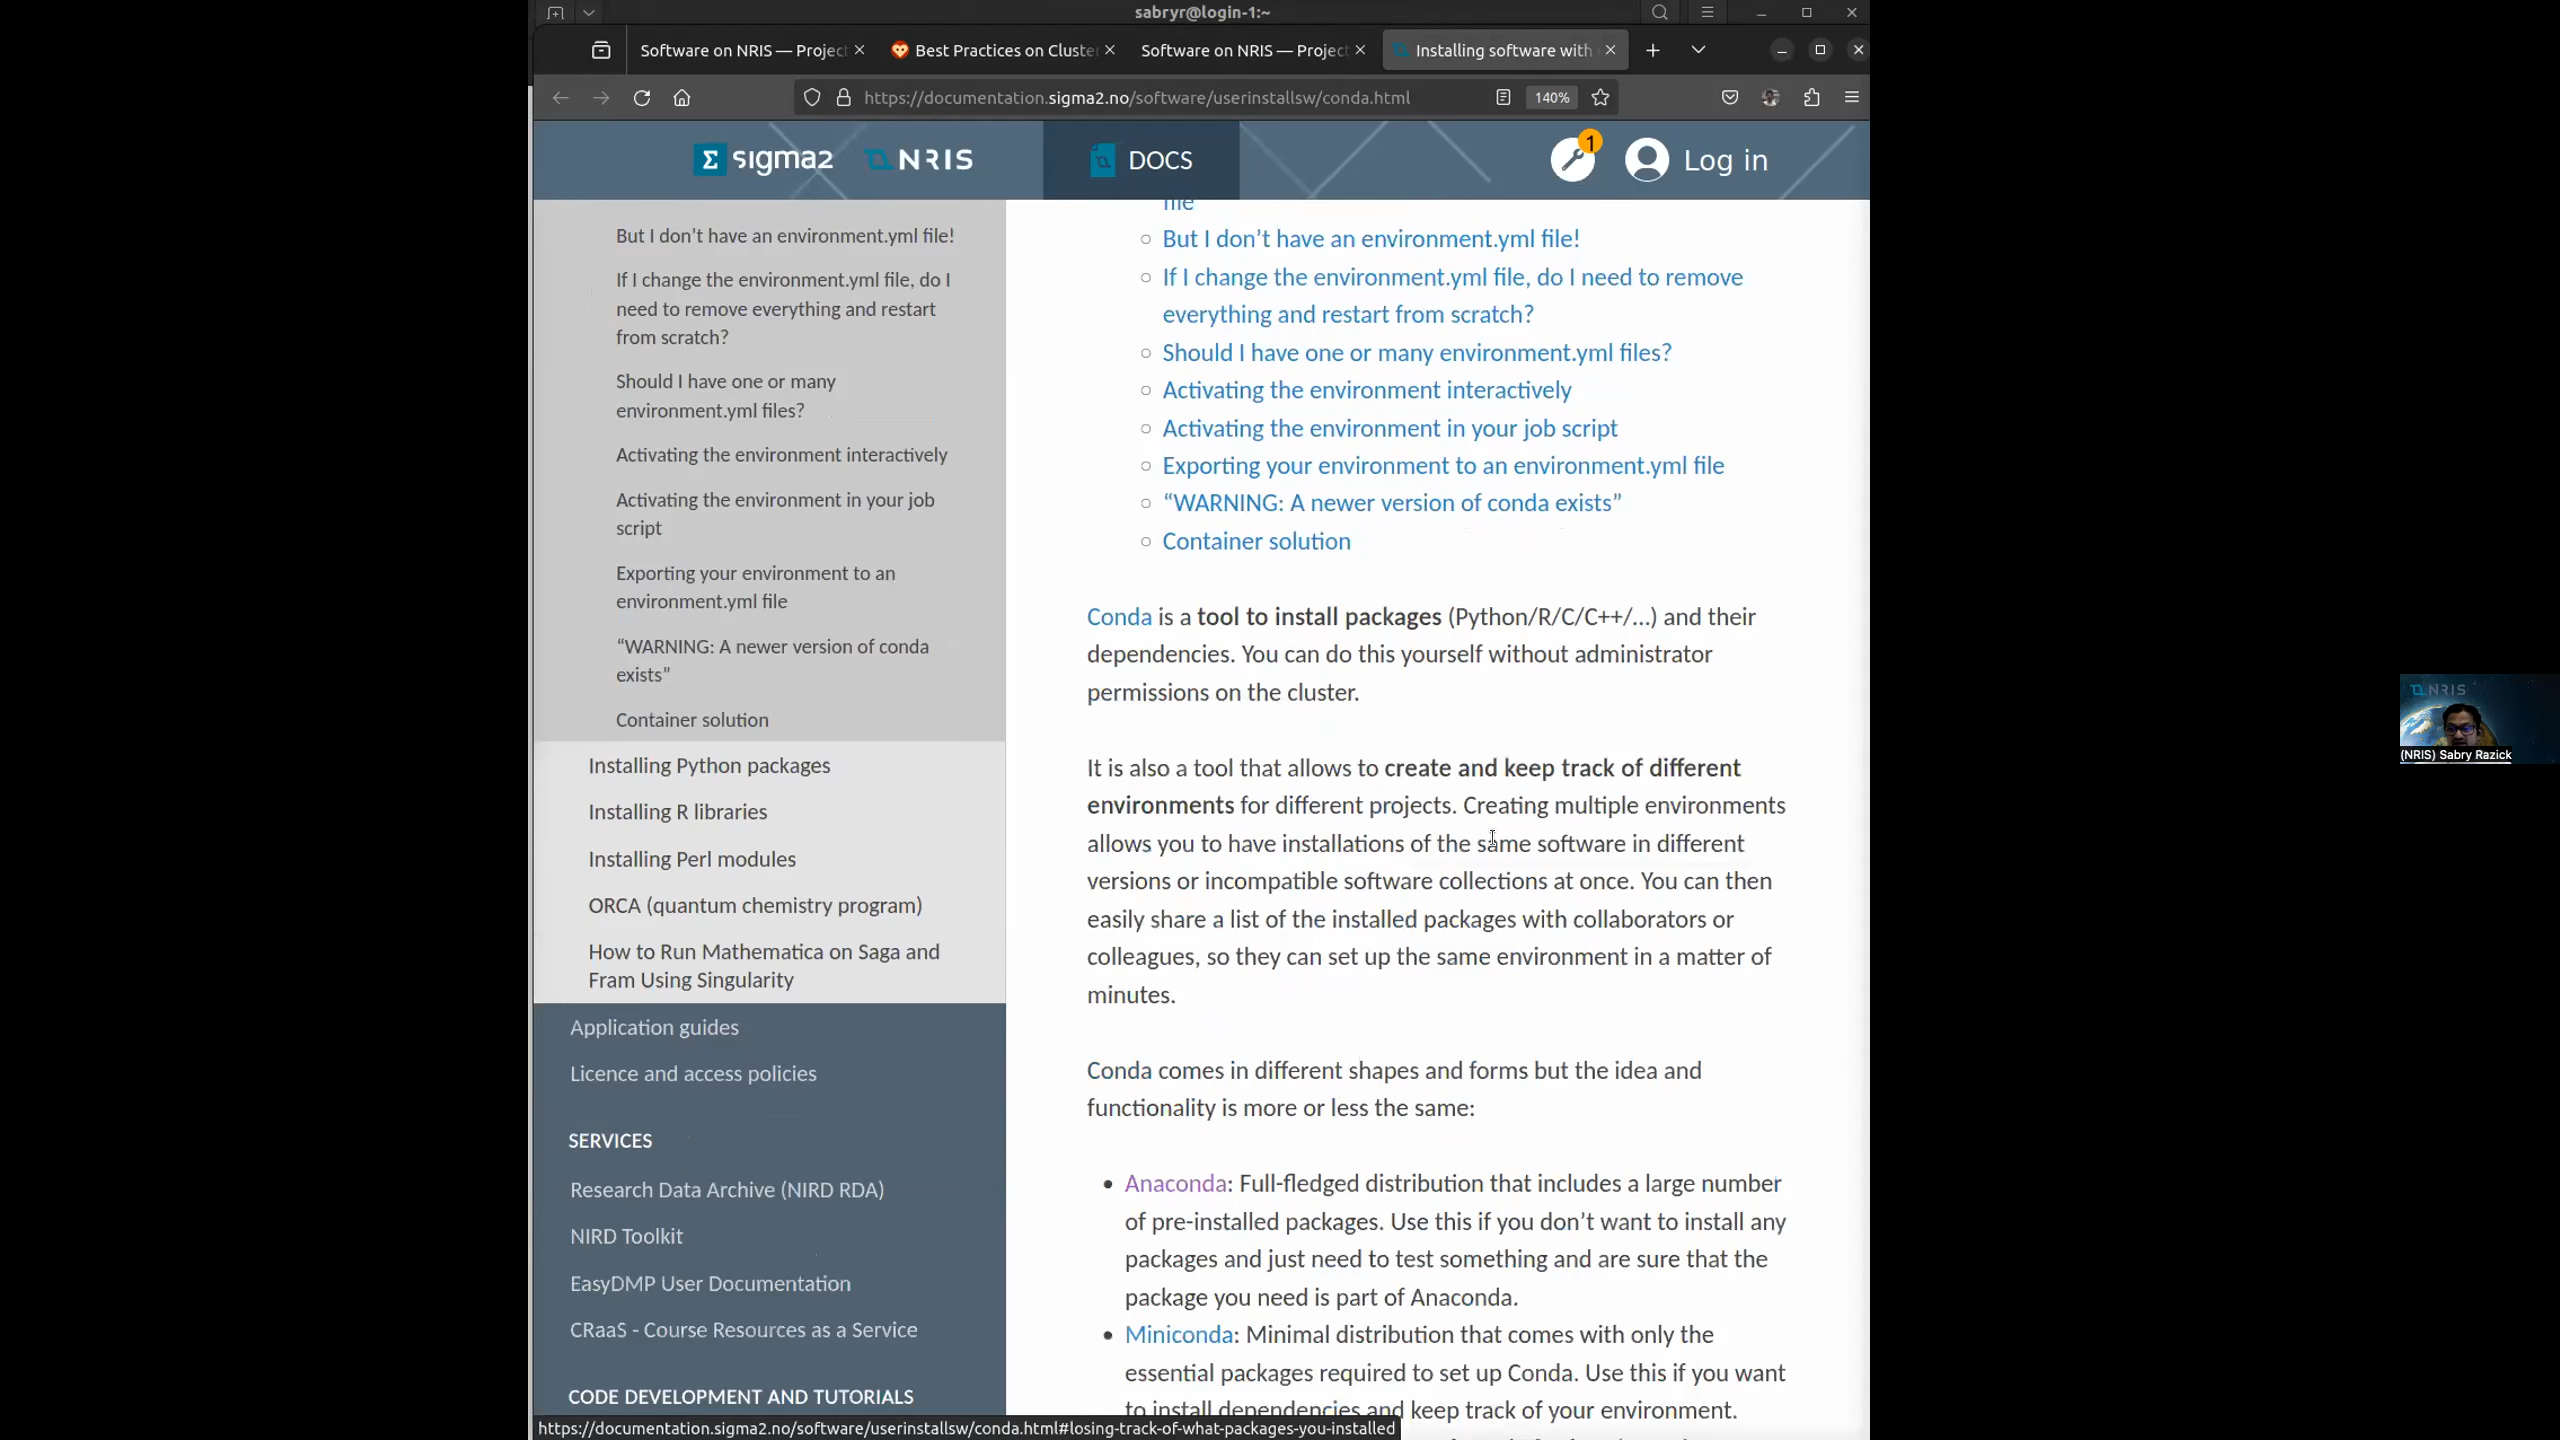 sabryr@login-1:~
Software on NRIS — Project
Best Practices on Cluste
Software on NRIS — Project
Installing software with
https://documentation.sigma2.no/software/userinstallsw/conda.html
140%
Σ sigma2 NRIS
DOCS
1
Log in
But I don’t have an environment.yml file!
If I change the environment.yml file, do I
need to remove everything and restart
from scratch?
Should I have one or many
environment.yml files?
Activating the environment interactively
Activating the environment in your job
script
Exporting your environment to an
environment.yml file
“WARNING: A newer version of conda
exists”
Container solution
Installing Python packages
Installing R libraries
Installing Perl modules
ORCA (quantum chemistry program)
How to Run Mathematica on Saga and
Fram Using Singularity
Application guides
Licence and access policies
SERVICES
Research Data Archive (NIRD RDA)
NIRD Toolkit
EasyDMP User Documentation
CRaaS - Course Resources as a Service
CODE DEVELOPMENT AND TUTORIALS
file
But I don’t have an environment.yml file!
If I change the environment.yml file, do I need to remove
everything and restart from scratch?
Should I have one or many environment.yml files?
Activating the environment interactively
Activating the environment in your job script
Exporting your environment to an environment.yml file
“WARNING: A newer version of conda exists”
Container solution
Conda is a tool to install packages (Python/R/C/C++/...) and their
dependencies. You can do this yourself without administrator
permissions on the cluster.
It is also a tool that allows to create and keep track of different
environments for different projects. Creating multiple environments
allows you to have installations of the same software in different
versions or incompatible software collections at once. You can then
easily share a list of the installed packages with collaborators or
colleagues, so they can set up the same environment in a matter of
minutes.
Conda comes in different shapes and forms but the idea and
functionality is more or less the same:
Anaconda: Full-fledged distribution that includes a large number
of pre-installed packages. Use this if you don’t want to install any
packages and just need to test something and are sure that the
package you need is part of Anaconda.
Miniconda: Minimal distribution that comes with only the
essential packages required to set up Conda. Use this if you want
to install dependencies and keep track of your environment.
https://documentation.sigma2.no/software/userinstallsw/conda.html#losing-track-of-what-packages-you-installed
NRIS
(NRIS) Sabry Razick